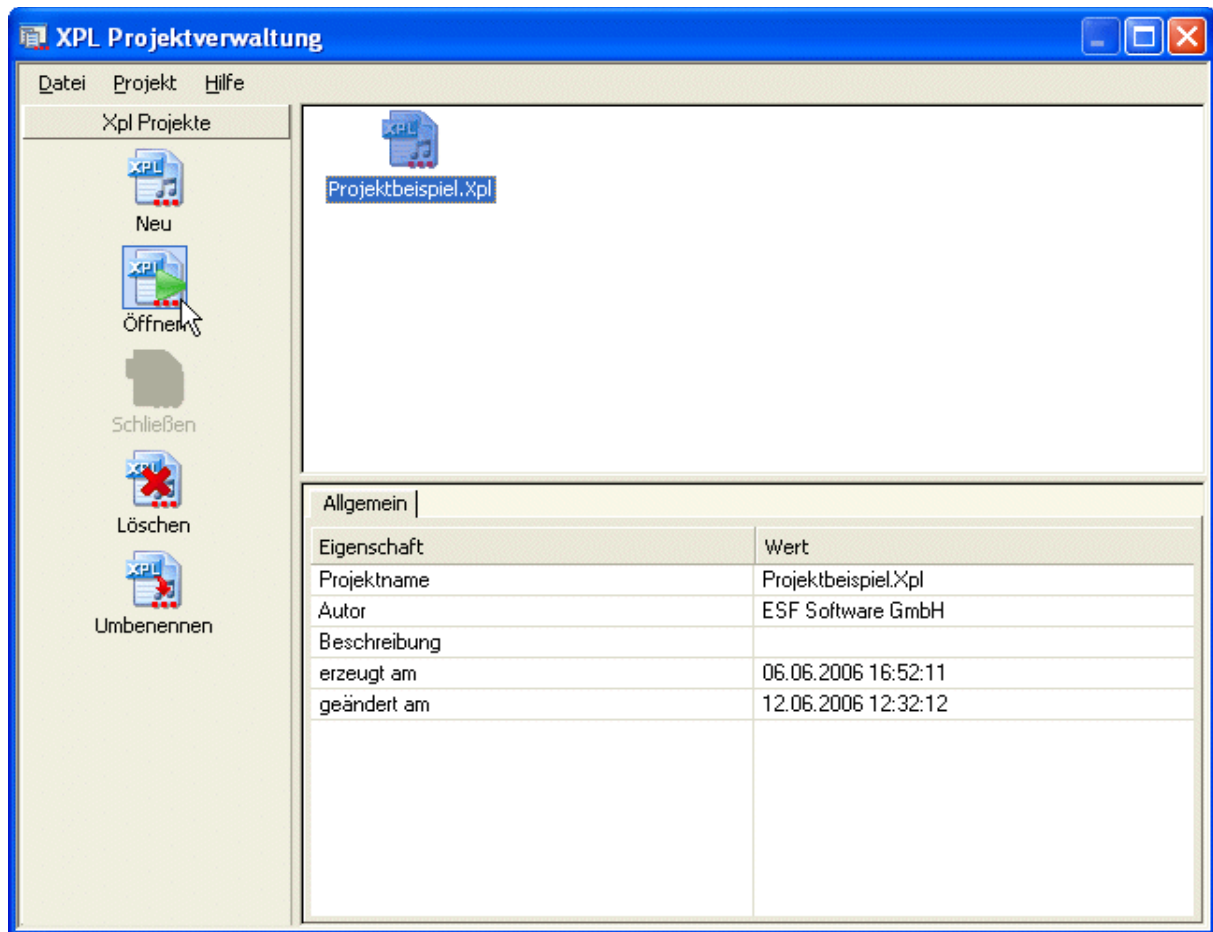 XPL Projektverwaltung
Datei Projekt Hilfe
Xpl Projekte
XPL
Neu
XPL
Öffnen
Schließen
XPL
Löschen
XPL
Umbenennen
XPL
Projektbeispiel.Xpl
Allgemein
Eigenschaft Wert
Projektname Projektbeispiel.Xpl
Autor ESF Software GmbH
Beschreibung
erzeugt am 06.06.2006 16:52:11
geändert am 12.06.2006 12:32:12